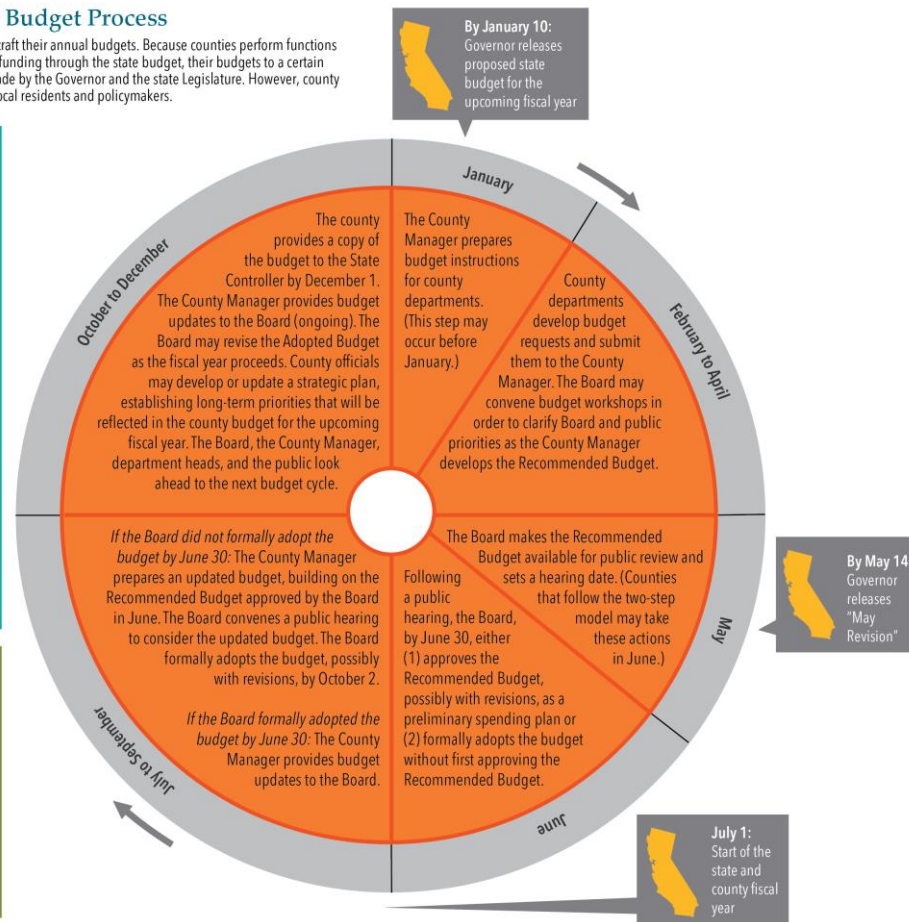 Budget Process
craft their annual budgets. Because counties perform functions
funding through the state budget, their budgets to a certain
ade by the Governor and the state Legislature. However, county
ocal residents and policymakers.
By January 10:
Governor releases
proposed state
budget for the
upcoming fiscal year
January
The County
Manager prepares
budget instructions
for county
departments.
(This step may
occur before
January.)
February to April
County
departments
develop budget
requests and submit
them to the County
Manager. The Board may
convene budget workshops in
order to clarify Board and public
priorities as the County Manager
develops the Recommended Budget.
By May 14
Governor
releases
"May
Revision"
May
The Board makes the Recommended
Budget available for public review and
sets a hearing date. (Counties
that follow the two-step
model may take
these actions
in June.)
June
Following
a public
hearing, the Board,
by June 30, either
(1) approves the
Recommended Budget,
possibly with revisions, as a
preliminary spending plan or
(2) formally adopts the budget
without first approving the
Recommended Budget.
July 1:
Start of the
state and
county fiscal
year
July to September
If the Board did not formally adopt the
budget by June 30: The County Manager
prepares an updated budget, building on the
Recommended Budget approved by the Board
in June. The Board convenes a public hearing
to consider the updated budget. The Board
formally adopts the budget, possibly
with revisions, by October 2.
If the Board formally adopted the
budget by June 30: The County
Manager provides budget
updates to the Board.
October to December
The county
provides a copy of
the budget to the State
Controller by December 1.
The County Manager provides budget
updates to the Board (ongoing). The
Board may revise the Adopted Budget
as the fiscal year proceeds. County officials
may develop or update a strategic plan,
establishing long-term priorities that will be
reflected in the county budget for the upcoming
fiscal year. The Board, the County Manager,
department heads, and the public look
ahead to the next budget cycle.